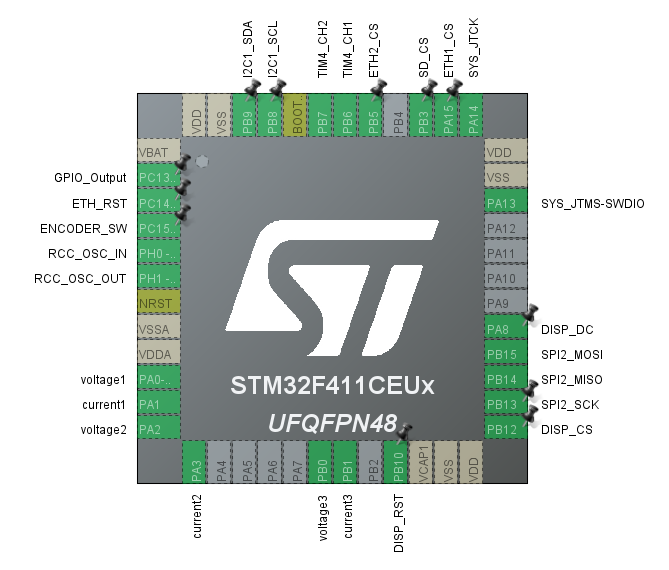 I2C1_SDA
I2C1_SCL
TIM4_CH2
TIM4_CH1
ETH2_CS
SD_CS
ETH1_CS
SYS_JTCK
VDD
VSS
PB9
PB8
BOOT..
PB7
PB6
PB5
PB4
PB3
PA15
PA14
VBAT
VDD
GPIO_Output
PC13..
VSS
ETH_RST
PC14..
PA13
SYS_JTMS-SWDIO
ENCODER_SW
PC15..
PA12
RCC_OSC_IN
PH0 -..
PA11
RCC_OSC_OUT
PH1 -..
PA10
NRST
PA9
VSSA
PA8
DISP_DC
VDDA
PB15
SPI2_MOSI
voltage1
PA0-..
PB14
SPI2_MISO
current1
PA1
PB13
SPI2_SCK
voltage2
PA2
PB12
DISP_CS
ST
STM32F411CEUx
UFQFPN48
PA3
PA4
PA5
PA6
PA7
PB0
PB1
PB2
PB10
VCAP1
VSS
VDD
current2
voltage3
current3
DISP_RST